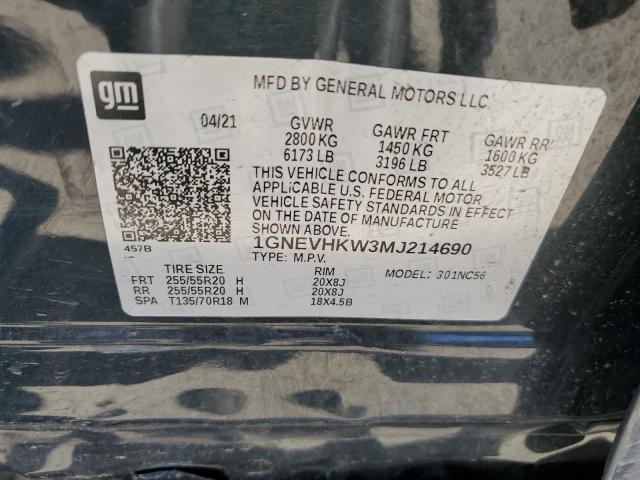 gm
MFD BY GENERAL MOTORS LLC
04/21 GVWR GAWR FRT GAWR RR
2800 KG 1450 KG 1600 KG
6173 LB 3196 LB 3527 LB
THIS VEHICLE CONFORMS TO ALL
APPLICABLE U.S. FEDERAL MOTOR
VEHICLE SAFETY STANDARDS IN EFFECT
ON THE DATE OF MANUFACTURE
SHOWN ABOVE.
457B 1GNEVHKW3MJ214690
TYPE: M.P.V. MODEL: 301NC56
TIRE SIZE RIM
FRT 255/55R20 H 20X8J
RR 255/55R20 H 20X8J
SPA T135/70R18 M 18X4.5B